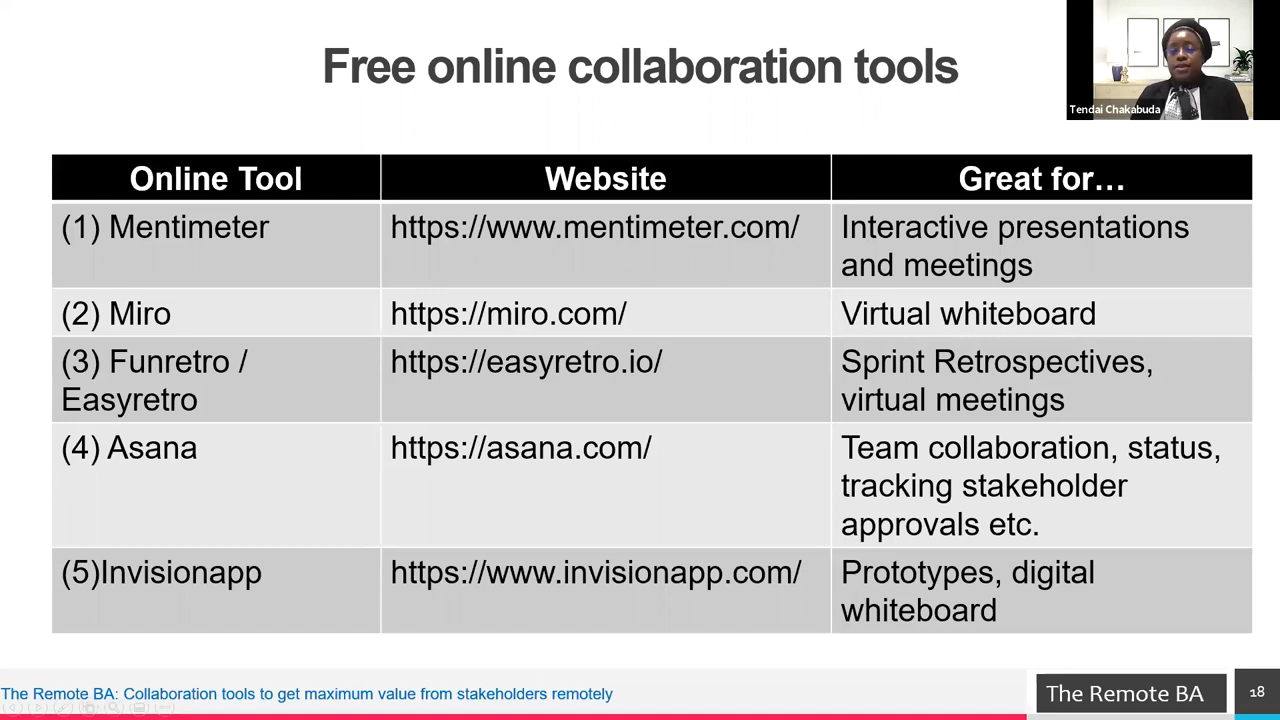 Free online collaboration tools
Tendai Chakabuda
Online Tool
Website
Great for…
(1) Mentimeter
https://www.mentimeter.com/
Interactive presentations
and meetings
(2) Miro
https://miro.com/
Virtual whiteboard
(3) Funretro /
Easyretro
https://easyretro.io/
Sprint Retrospectives,
virtual meetings
(4) Asana
https://asana.com/
Team collaboration, status,
tracking stakeholder
approvals etc.
(5)Invisionapp
https://www.invisionapp.com/
Prototypes, digital
whiteboard
The Remote BA: Collaboration tools to get maximum value from stakeholders remotely
The Remote BA
18